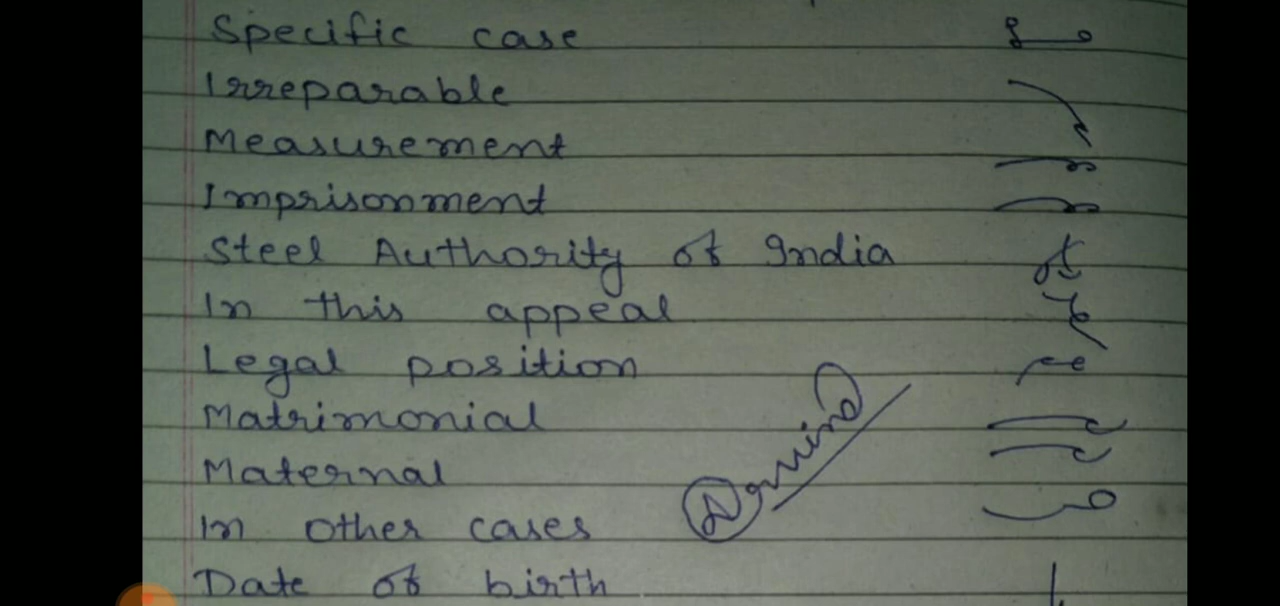 Specific case
Irreparable
Measurement
Imprisonment
Steel Authority of India
In this appeal
Legal position
Matrimonial
Maternal
In other cases
Date of birth